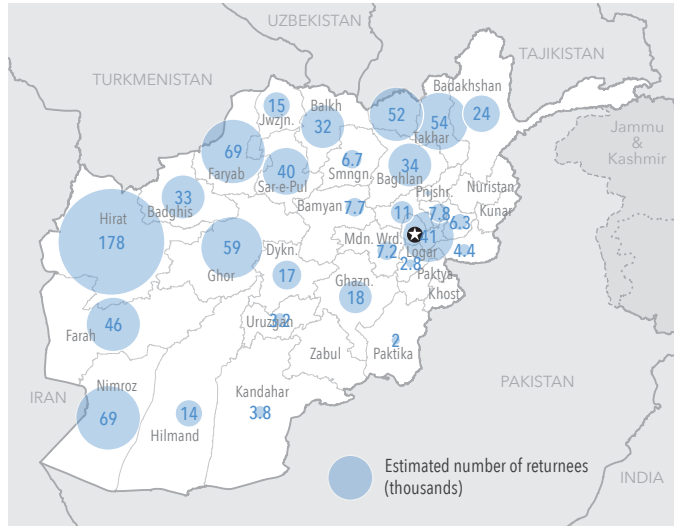 UZBEKISTAN
TAJIKISTAN
TURKMENISTAN
Badakhshan
15
Jwzjn.
Balkh
32
52
54
Takhar
24
Jammu
&
Kashmir
69
Faryab
40
Sar-e-Pul
6.7
Smngn.
34
Baghlan
Pnjshr.
Nuristan
Kunar
33
Badghis
Bamyan
7.7
11
7.8
6.3
Hirat
178
59
Ghor
Dykn.
17
Mdn. Wrd.
7.2
41
Logar
2.8
4.4
Paktya
Khost
Ghazn.
18
46
Farah
Uruzgan
3.2
Zabul
2
Paktika
IRAN
Nimroz
69
14
Hilmand
Kandahar
3.8
PAKISTAN
Estimated number of returnees
(thousands)
INDIA